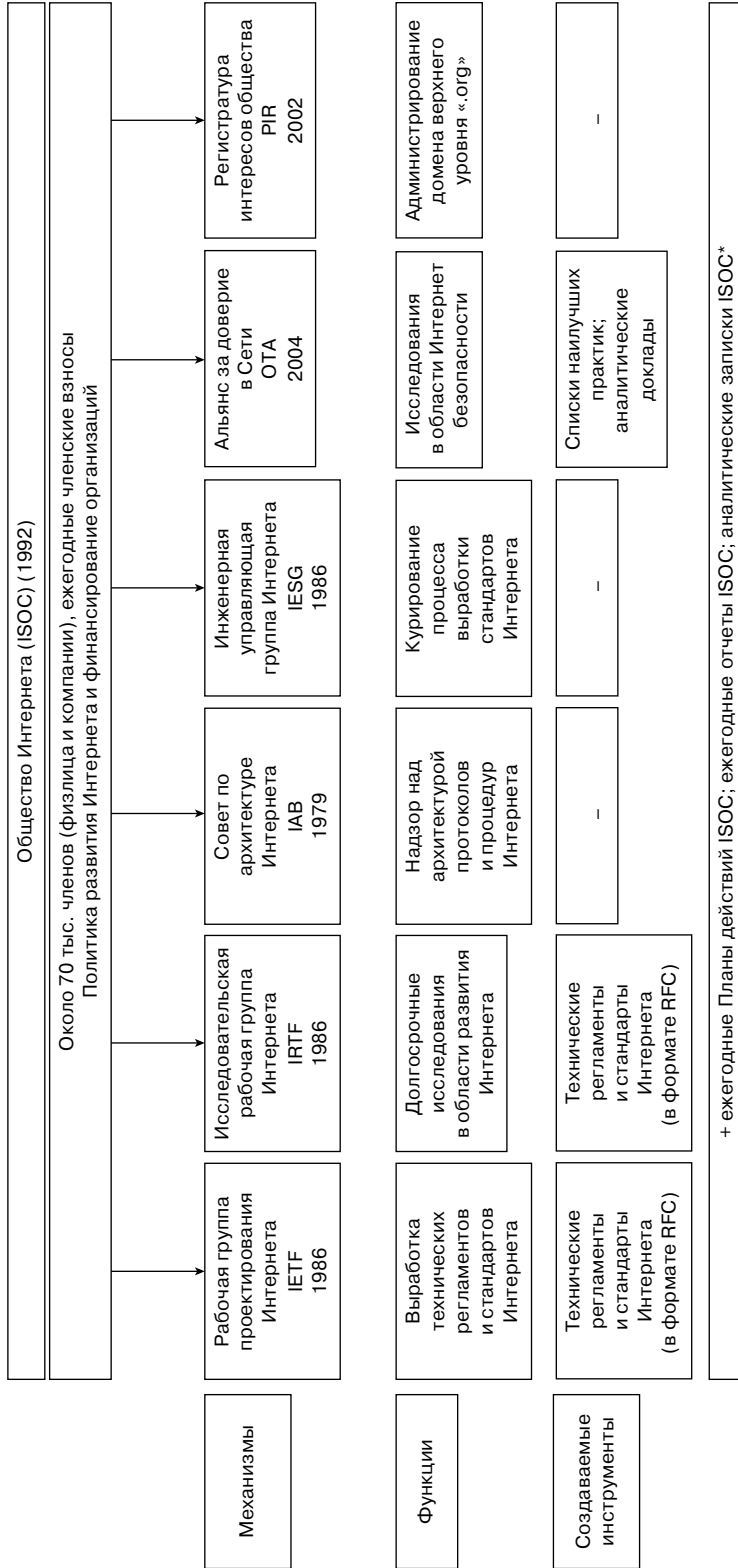 Общество Интернета (ISOC) (1992)
Около 70 тыс. членов (физлица и компании), ежегодные членские взносы
Политика развития Интернета и финансирование организаций
Механизмы
Рабочая группа
проектирования
Интернета
IETF
1986
Исследовательская
рабочая группа
Интернета
IRTF
1986
Совет по
архитектуре
Интернета
IAB
1979
Инженерная
управляющая
группа Интернета
IESG
1986
Альянс за доверие
в Сети
OTA
2004
Регистратура
интересов общества
PIR
2002
Функции
Выработка
технических
регламентов
и стандартов
Интернета
Долгосрочные
исследования
в области развития
Интернета
Надзор над
архитектурой
протоколов
и процедур
Интернета
Курирование
процесса
выработки
стандартов
Интернета
Исследования
в области Интернет
безопасности
Администрирование
домена верхнего
уровня «.org»
Создаваемые
инструменты
Технические
регламенты
и стандарты
Интернета
(в формате RFC)
Технические
регламенты
и стандарты
Интернета
(в формате RFC)
–
–
Списки наилучших
практик;
аналитические
доклады
–
+ ежегодные Планы действий ISOC; ежегодные отчеты ISOC; аналитические записки ISOC*